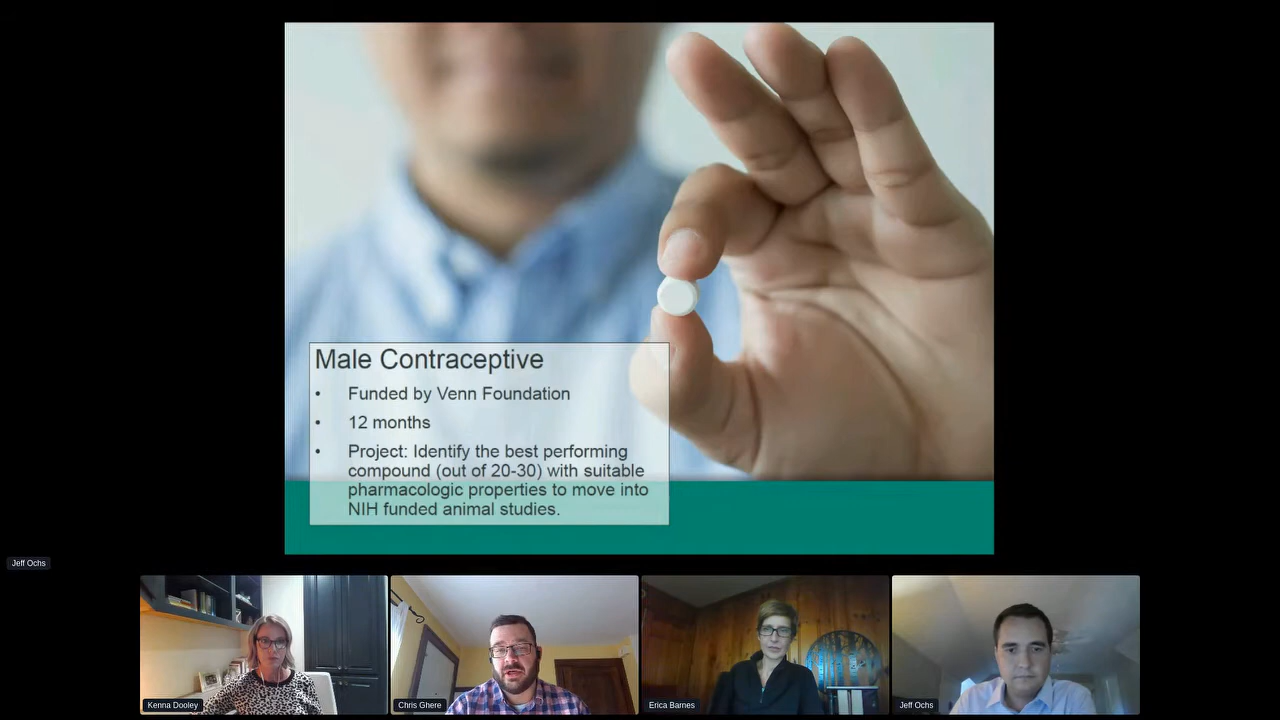 Male Contraceptive
• Funded by Venn Foundation
• 12 months
• Project: Identify the best performing
compound (out of 20-30) with suitable
pharmacologic properties to move into
NIH funded animal studies.
Jeff Ochs
Kenna Dooley
Chris Ghere
Erica Barnes
Jeff Ochs